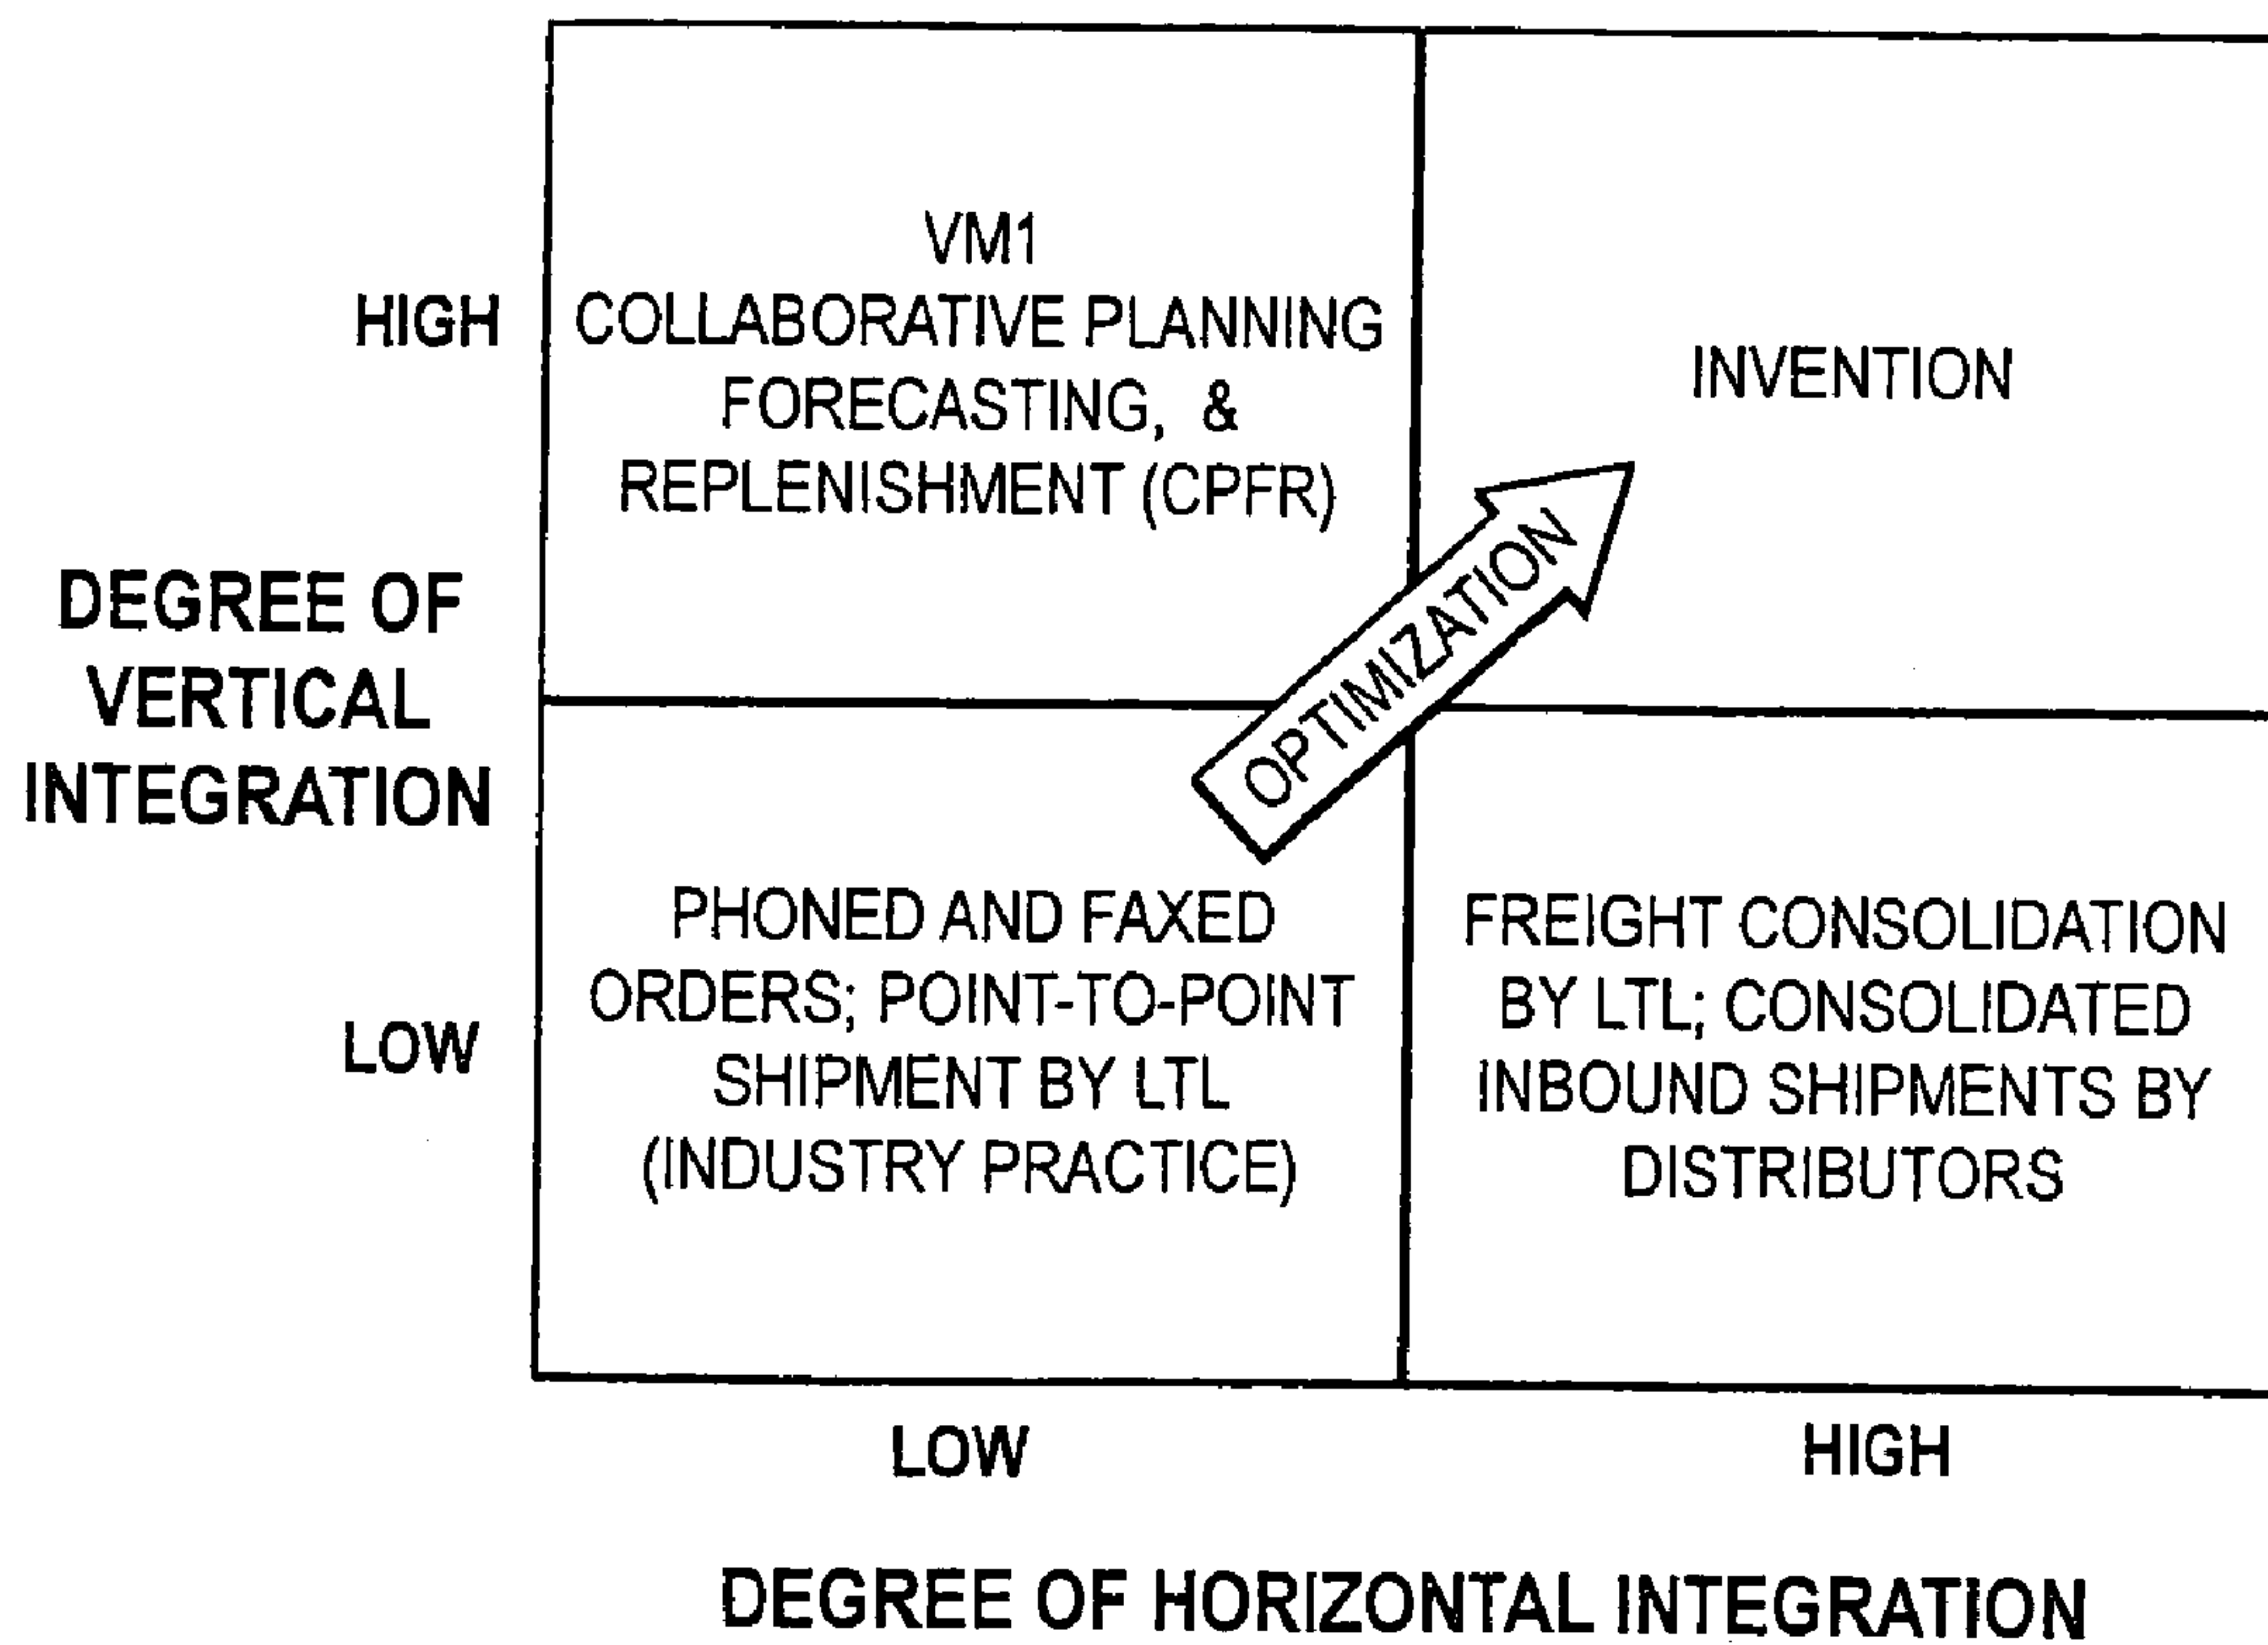 VM1
COLLABORATIVE PLANNING
FORECASTING, &
REPLENISHMENT (CPFR)
HIGH
INVENTION
OPTIMIZATION
DEGREE OF
VERTICAL
INTEGRATION
PHONED AND FAXED
ORDERS; POINT-TO-POINT
SHIPMENT BY LTL
(INDUSTRY PRACTICE)
LOW
FREIGHT CONSOLIDATION
BY LTL; CONSOLIDATED
INBOUND SHIPMENTS BY
DISTRIBUTORS
LOW
HIGH
DEGREE OF HORIZONTAL INTEGRATION